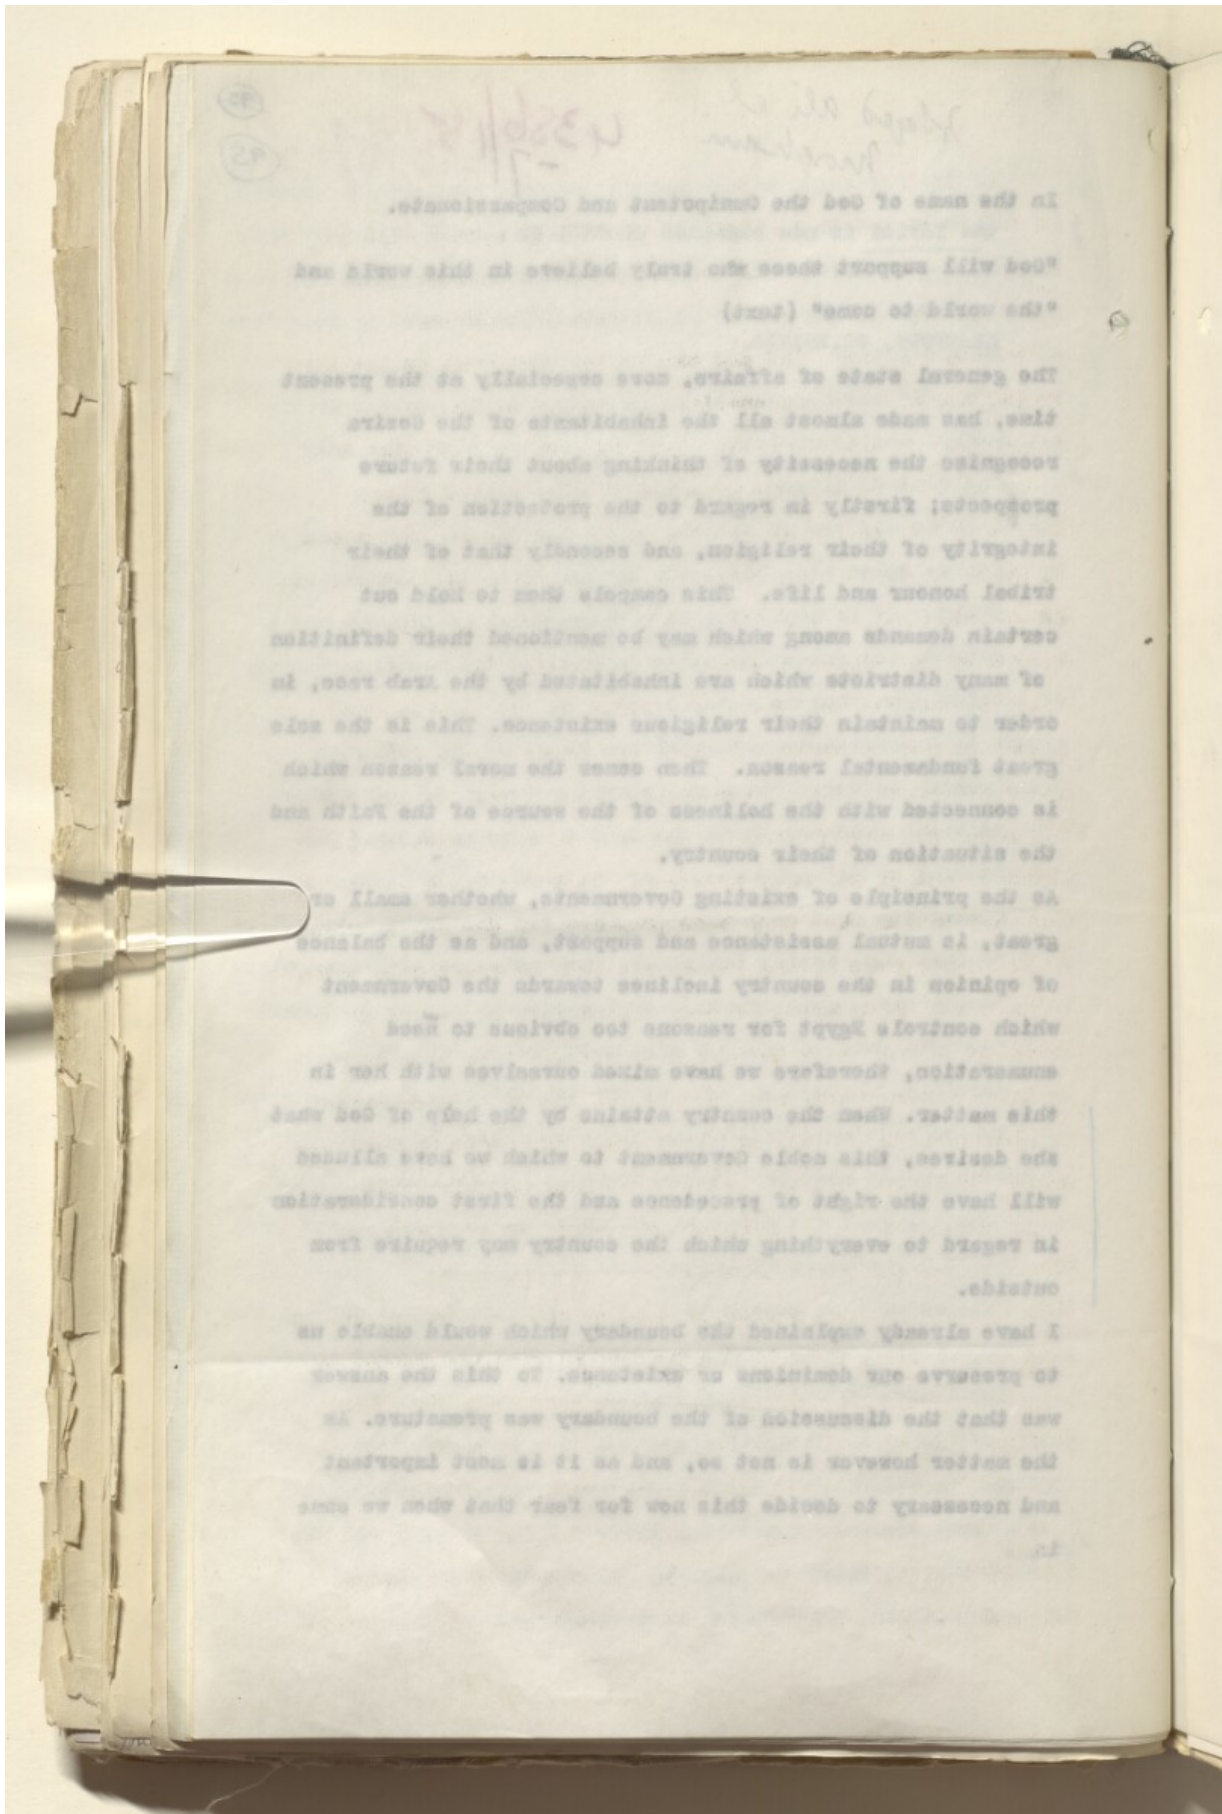 In the name of God the Omnipotent and Compassionate.
"God will support those who truly believe in this world and
"the world to come" (text)
The general state of affairs, more especially at the present
time, has made almost all the inhabitants of the Gezira
recognise the necessity of thinking about their future
prospects; firstly in regard to the protection of the
integrity of their religion, and secondly that of their
tribal honour and life. This compels them to hold out
certain demands among which may be mentioned their definition
of many districts which are inhabitated by the Arab race, in
order to maintain their religious existence. This is the sole
great fundamental reason. Then comes the moral reason which
is connected with the holiness of the source of the Faith and
the situation of their country.
As the principle of existing Governments, whether small or
great, is mutual assistance and support, and as the balance
of opinion in the country inclines towards the Government
which controls Egypt for reasons too obvious to need
enumeration, therefore we have mixed ourselves with her in
this matter. When the country attains by the help of God what
she desires, this noble Government to which we have alluded
will have the right of precedence and the first consideration
in regard to everything which the country may require from
outside.
I have already explained the boundary which would enable us
to preserve our dominions or existence. To this the answer
was that the discussion of the boundary was premature. As
the matter however is not so, and as it is most important
and necessary to decide this now for fear that when we come
in